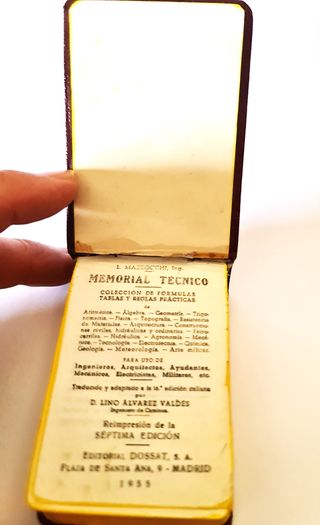 L. MAZZOCCHI, Ing.
MEMORIAL TÉCNICO
COLECCIÓN DE FÓRMULAS
TABLAS Y REGLAS PRÁCTICAS
de
Aritmética. — Álgebra. — Geometría. — Trigo-
nometría. — Física. — Topografía. — Resistencia
de Materiales. — Arquitectura. — Construccio-
nes civiles, hidráulicas y ordinarias. — Ferro-
carriles. — Hidráulica. — Agronomía. — Mecá-
nica. — Tecnología. — Electrotecnia. — Química.
Geología. — Meteorología. — Arte militar.
PARA USO DE
Ingenieros, Arquitectos, Ayudantes,
Mecánicos, Electricistas, Militares, etc.
Traducido y adaptado a la 16.ª edición italiana
por
D. LINO ÁLVAREZ VALDÉS
Ingeniero de Caminos.
Reimpresión de la
SÉPTIMA EDICIÓN
EDITORIAL DOSSAT, S. A.
PLAZA DE SANTA ANA, 9 - MADRID
1955